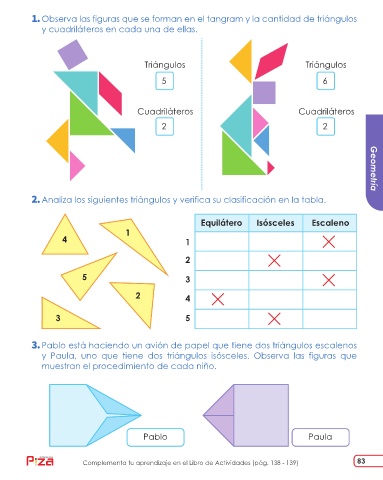 1. Observa las figuras que se forman en el tangram y la cantidad de triángulos
y cuadriláteros en cada una de ellas.
Triángulos
5
Cuadriláteros
2
Triángulos
6
Cuadriláteros
2
Geometría
2. Analiza los siguientes triángulos y verifica su clasificación en la tabla.
4
1
5
2
3
Equilátero Isósceles Escaleno
1
2
3
4
5
3. Pablo está haciendo un avión de papel que tiene dos triángulos escalenos
y Paula, uno que tiene dos triángulos isósceles. Observa las figuras que
muestran el procedimiento de cada niño.
Pablo
Paula
Complementa tu aprendizaje en el Libro de Actividades (pág. 138 - 139)
83